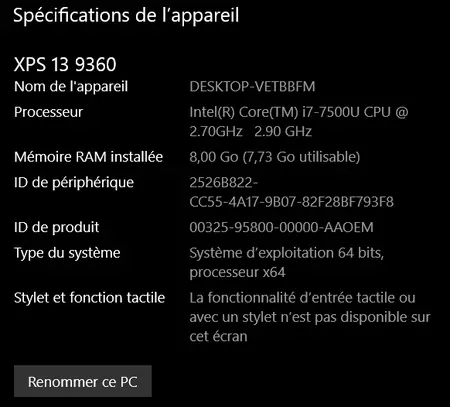 Spécifications de l'appareil
XPS 13 9360
Nom de l'appareil DESKTOP-VETBBFM
Processeur Intel(R) Core(TM) i7-7500U CPU @
2.70GHz 2.90 GHz
Mémoire RAM installée 8,00 Go (7,73 Go utilisable)
ID de périphérique 2526B822-
CC55-4A17-9B07-82F28BF793F8
ID de produit 00325-95800-00000-AAOEM
Type du système Système d'exploitation 64 bits,
processeur x64
Stylet et fonction tactile La fonctionnalité d'entrée tactile ou
avec un stylet n'est pas disponible sur
cet écran
Renommer ce PC